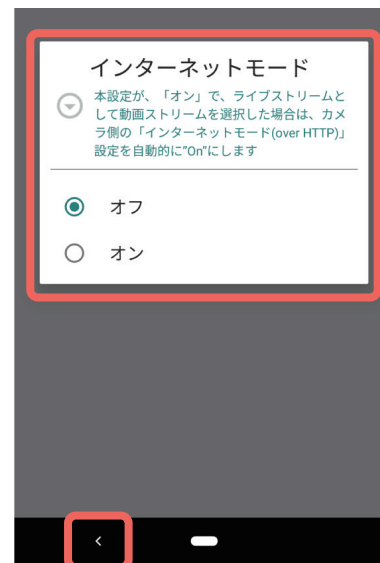 インターネットモード
本設定が、「オン」で、ライブストリームと
して動画ストリームを選択した場合は、カメ
ラ側の「インターネットモード(over HTTP)」
設定を自動的に"On"にします
オフ
オン